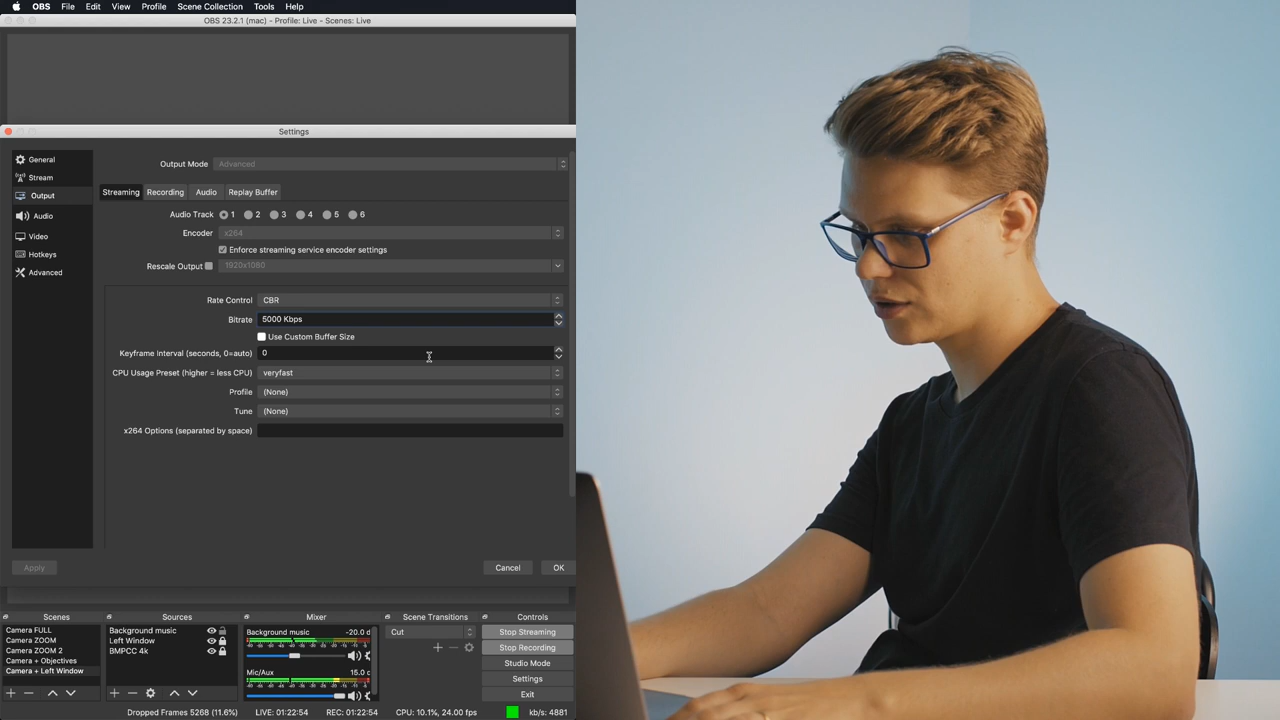 OBS File Edit View Profile Scene Collection Tools Help
OBS 23.2.1 (mac) - Profile: Live - Scenes: Live
Settings
General
Stream
Output
Audio
Video
Hotkeys
Advanced
Output Mode Advanced
Streaming Recording Audio Replay Buffer
Audio Track 1 2 3 4 5 6
Encoder x264
Enforce streaming service encoder settings
Rescale Output 1920x1080
Rate Control CBR
Bitrate 5000 Kbps
Use Custom Buffer Size
Keyframe Interval (seconds, 0=auto) 0
CPU Usage Preset (higher = less CPU) veryfast
Profile (None)
Tune (None)
x264 Options (separated by space)
Apply Cancel OK
Scenes
Camera FULL
Camera ZOOM
Camera ZOOM 2
Camera + Objectives
Camera + Left Window
Sources
Background music
Left Window
BMPCC 4k
Mixer
Background music -20.0 d
Mic/Aux 15.0 d
Scene Transitions
Cut
Controls
Stop Streaming
Stop Recording
Studio Mode
Settings
Exit
Dropped Frames 5268 (11.6%) LIVE: 01:22:54 REC: 01:22:54 CPU: 10.1%, 24.00 fps kb/s: 4881